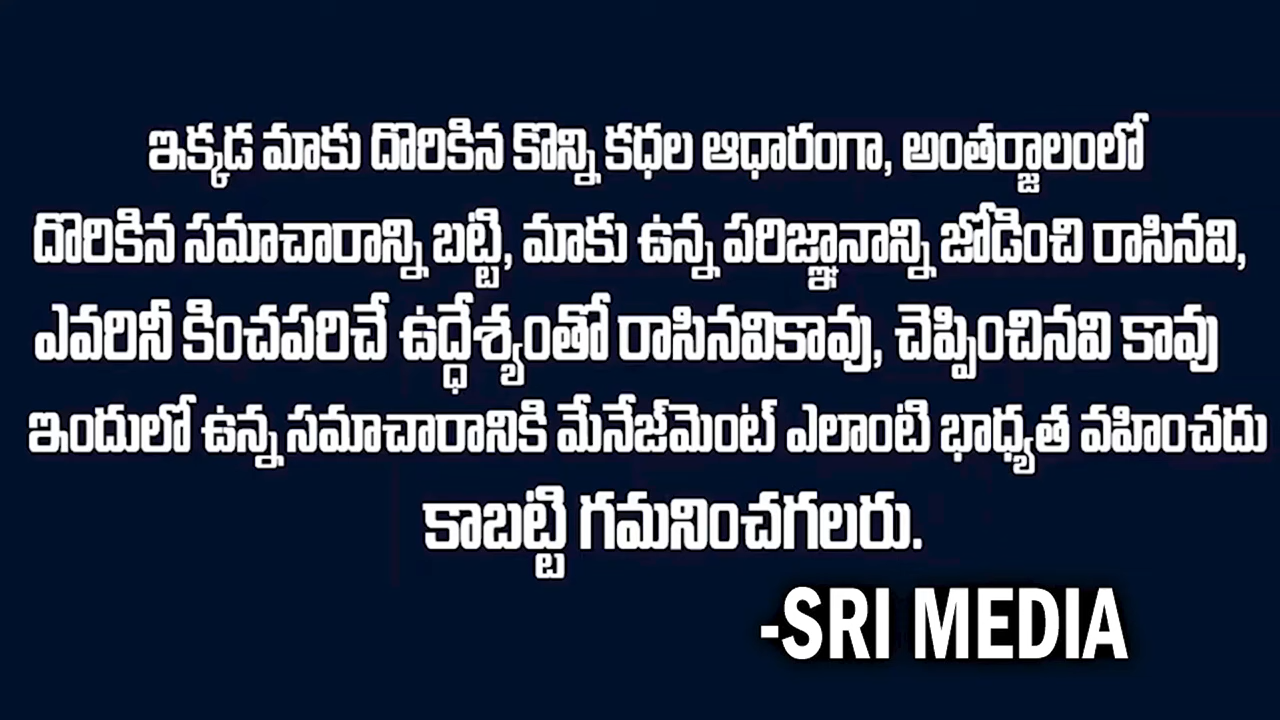 ఇక్కడ మాకు దొరికిన కొన్ని కధల ఆధారంగా, అంతర్జాలంలో
దొరికిన సమాచారాన్ని బట్టి, మాకు ఉన్న పరిజ్ఞానాన్ని జోడించి రాసినవి,
ఎవరినీ కించపరిచే ఉద్ధేశ్యంతో రాసినవికావు, చెప్పించినవి కావు
ఇందులో ఉన్న సమాచారానికి మేనేజ్‌మెంట్ ఎలాంటి భాధ్యత వహించదు
కాబట్టి గమనించగలరు.
-SRI MEDIA